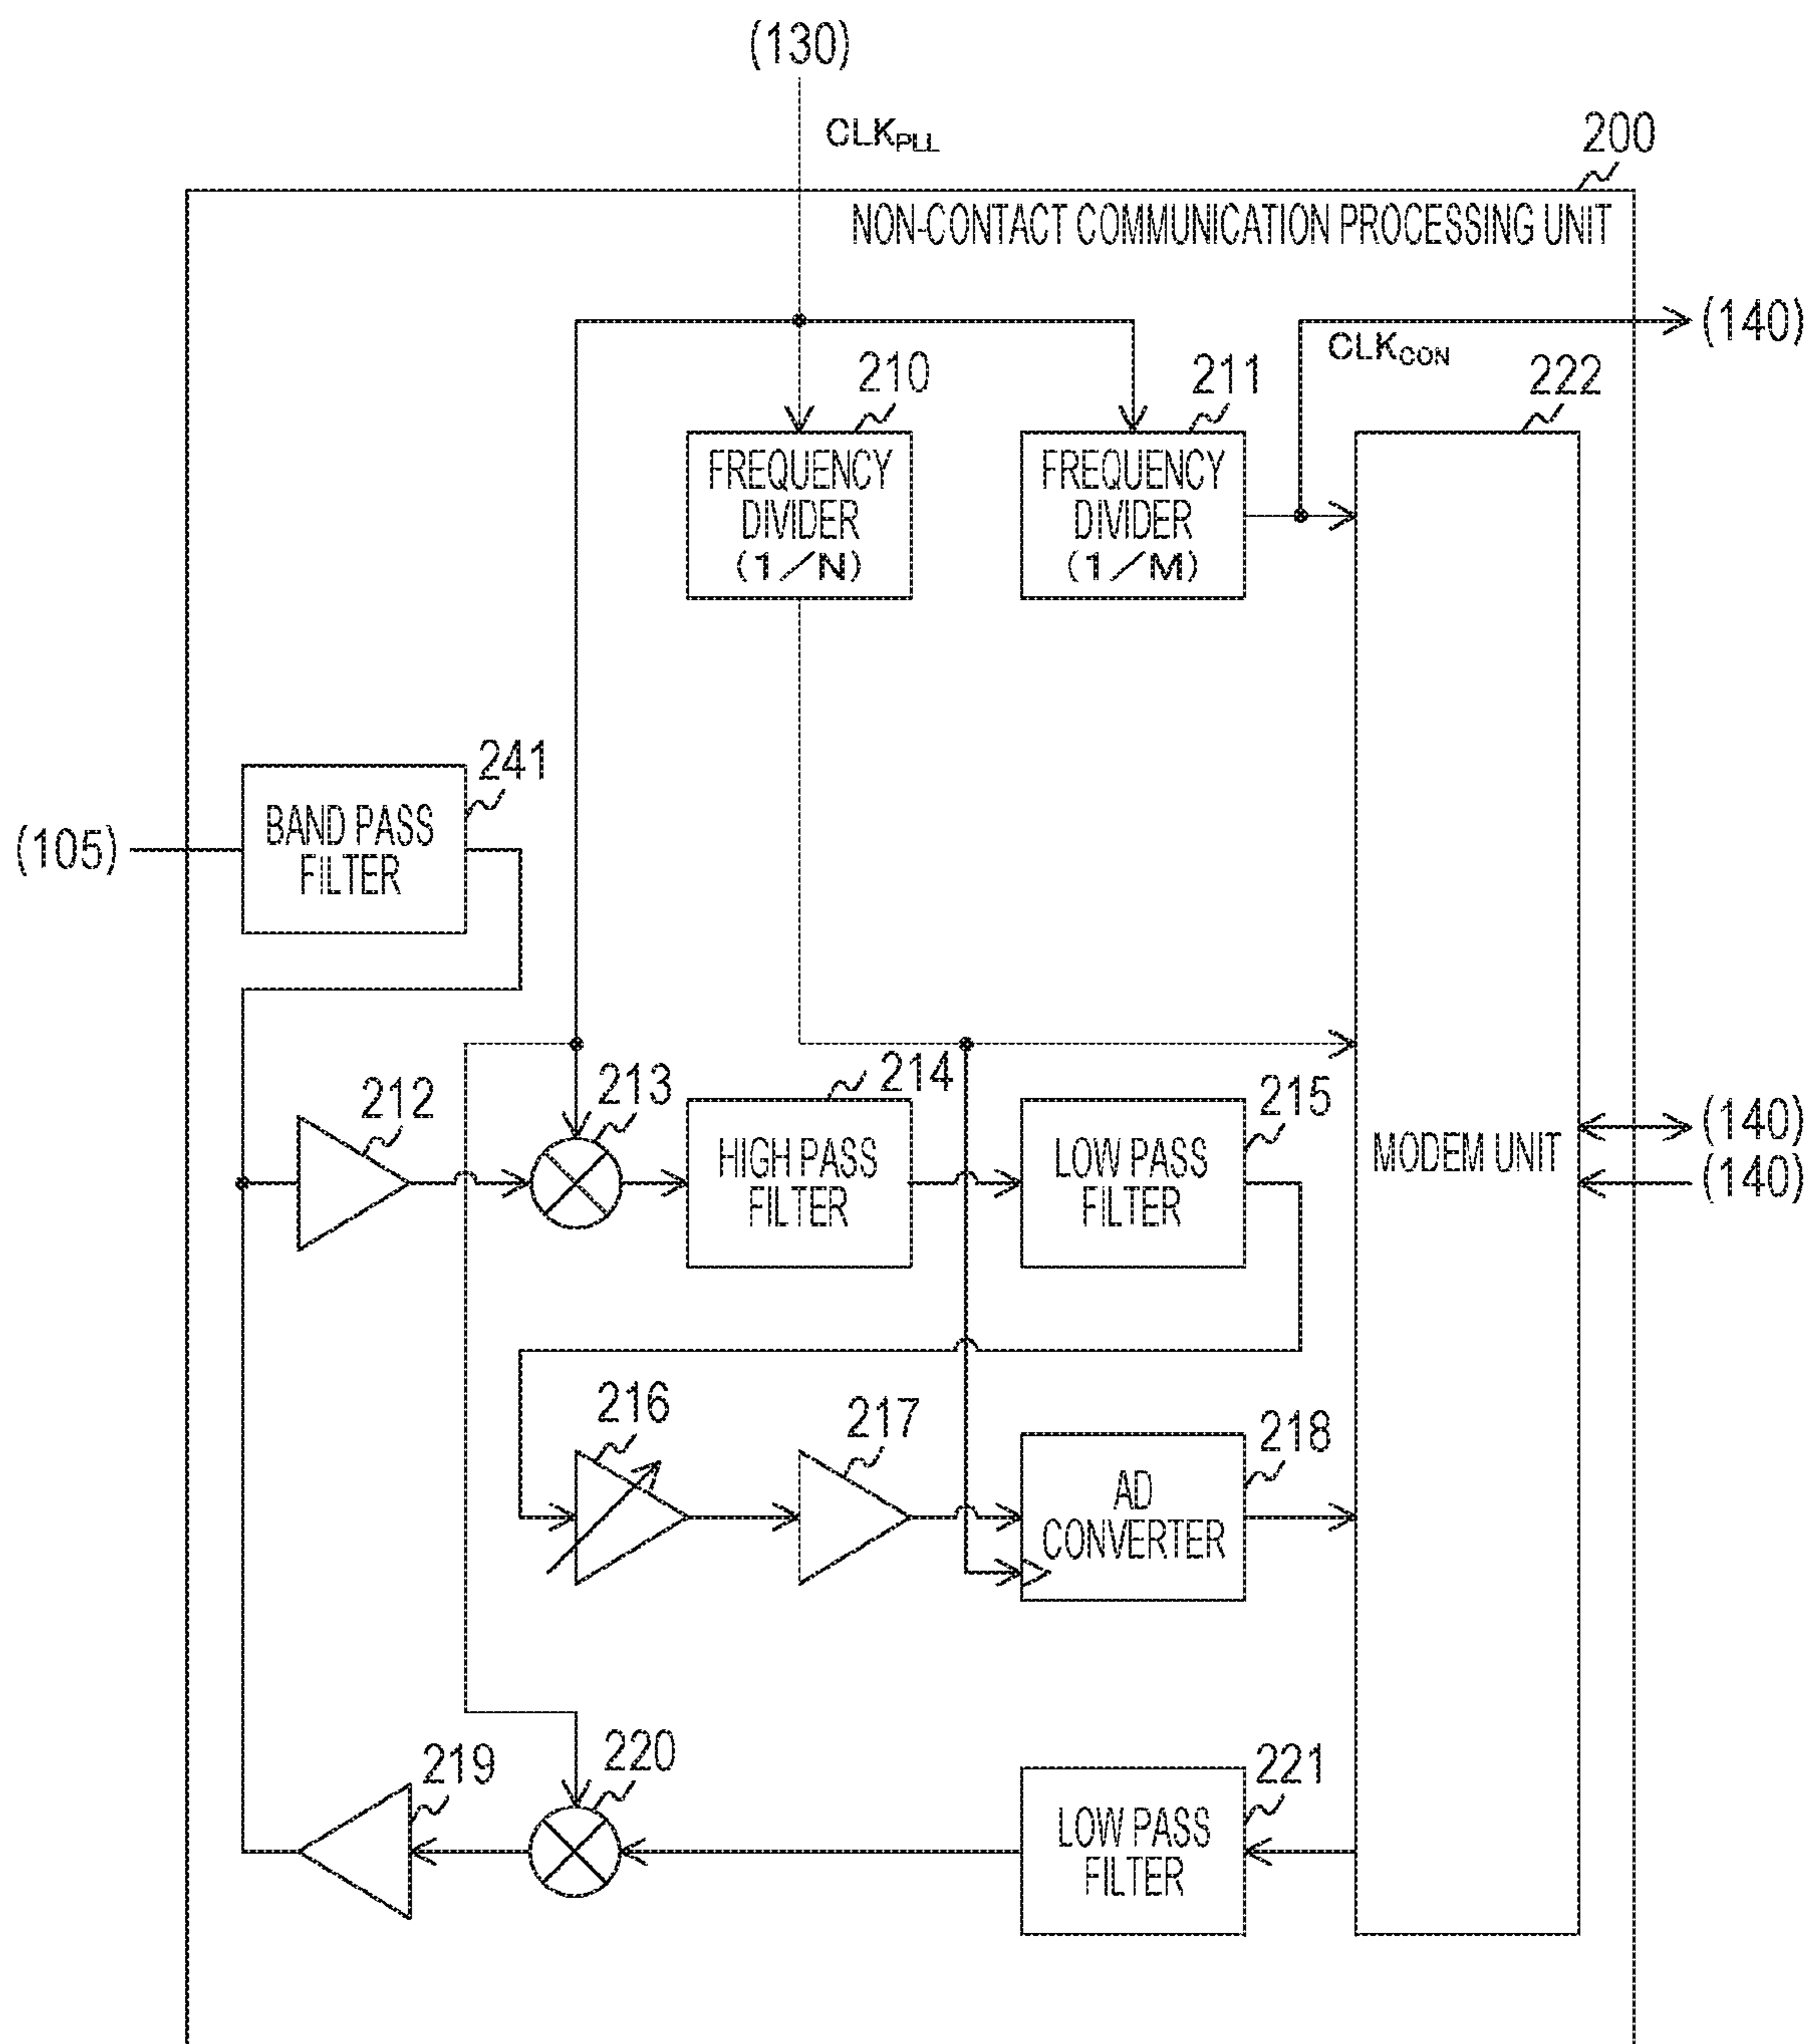 (130)
CLKPLL
200
NON-CONTACT COMMUNICATION PROCESSING UNIT
(140)
CLKCON
210
211
222
FREQUENCY
DIVIDER
(1/N)
FREQUENCY
DIVIDER
(1/M)
241
BAND PASS
FILTER
(105)
212
213
214
215
HIGH PASS
FILTER
LOW PASS
FILTER
MODEM UNIT
(140)
(140)
216
217
218
AD
CONVERTER
219
220
221
LOW PASS
FILTER